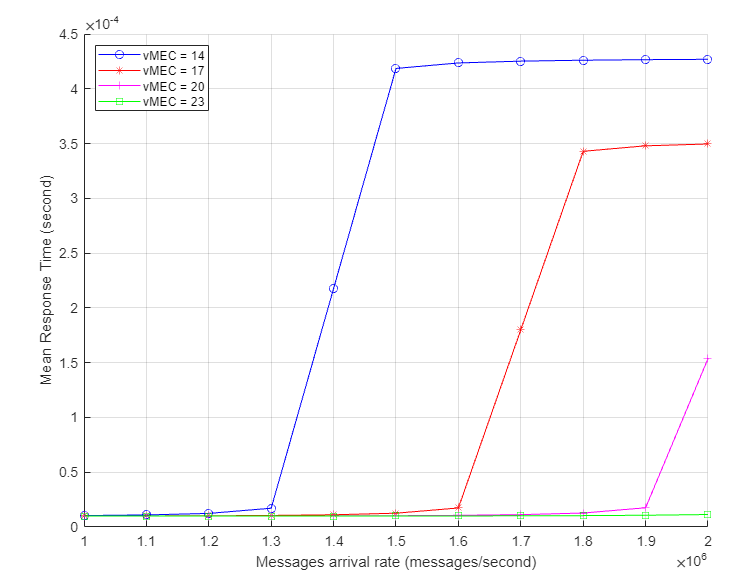 ×10-4
4.5
4
3.5
3
2.5
2
1.5
1
0.5
0
Mean Response Time (second)
vMEC = 14
vMEC = 17
vMEC = 20
vMEC = 23
1 1.1 1.2 1.3 1.4 1.5 1.6 1.7 1.8 1.9 2
Messages arrival rate (messages/second)
×10^6